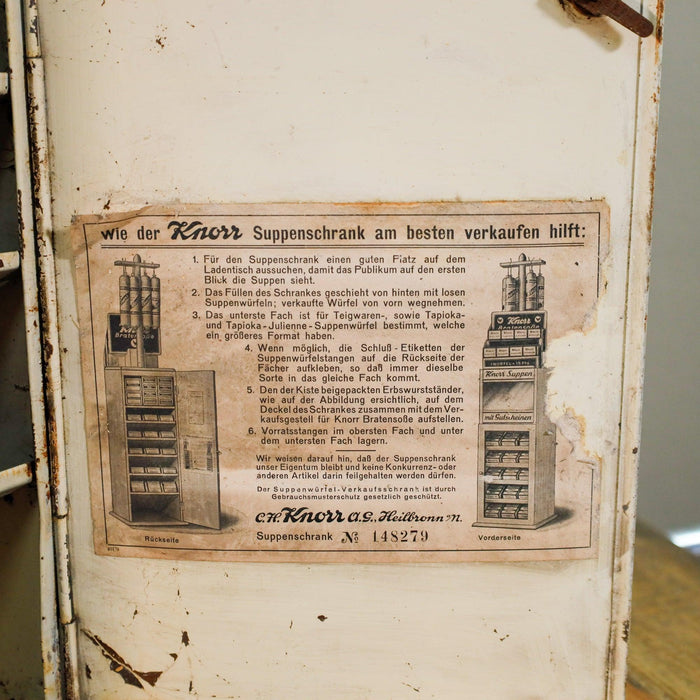 Wie der Knorr Suppenschrank am besten verkaufen hilft:
1. Für den Suppenschrank einen guten Platz auf dem
Ladentisch aussuchen, damit das Publikum auf den ersten
Blick die Suppen sieht.
2. Das Füllen des Schrankes geschieht von hinten mit losen
Suppenwürfeln; verkaufte Würfel von vorn wegnehmen.
3. Das unterste Fach ist für Teigwaren-, sowie Tapioka-
und Tapioka-Julienne-Suppenwürfel bestimmt, welche
ein größeres Format haben.
4. Wenn möglich, die Schluß-Etiketten der
Suppenwürfelstangen auf die Rückseite der
Fächer aufkleben, so daß immer dieselbe
Sorte in das gleiche Fach kommt.
5. Den der Kiste beigepackten Erbswurstständer,
wie auf der Abbildung ersichtlich, auf dem
Deckel des Schrankes zusammen mit dem Ver-
kaufsgestell für Knorr Bratensoße aufstellen.
6. Vorratsstangen im obersten Fach und unter
dem untersten Fach lagern.
Wir weisen darauf hin, daß der Suppenschrank
unser Eigentum bleibt und keine Konkurrenz- oder
anderen Artikel darin feilgehalten werden dürfen.
Der Suppenwürfel-Verkaufsschrank ist durch
Gebrauchsmusterschutz gesetzlich geschützt.
C.H. Knorr A.G., Heilbronn a/N.
Suppenschrank № 148279
Rückseite
Bratensoße
Knorr
Bratensoße
Knorr Suppen
mit Gutscheinen
Vorderseite